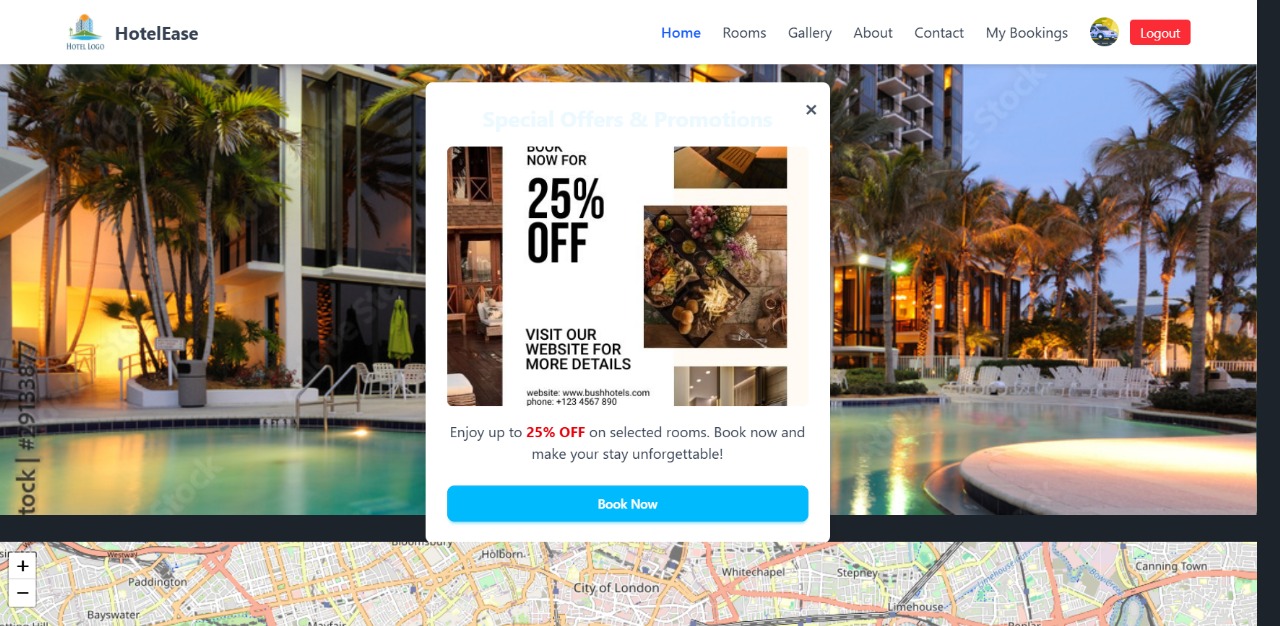 HOTEL LOGO
HotelEase
Home
Rooms
Gallery
About
Contact
My Bookings
Logout
Special Offers & Promotions
×
BOOK
NOW FOR
25%
OFF
VISIT OUR
WEBSITE FOR
MORE DETAILS
website: www.bushhotels.com
phone: +123 4567 890
Enjoy up to 25% OFF on selected rooms. Book now and
make your stay unforgettable!
Book Now
tock | #29133877
+
−
Westway
Paddington
Bayswater
Bloomsbury
Holborn
City of London
Whitechapel
Stepney
Limehouse
Canning Town
Mayfair